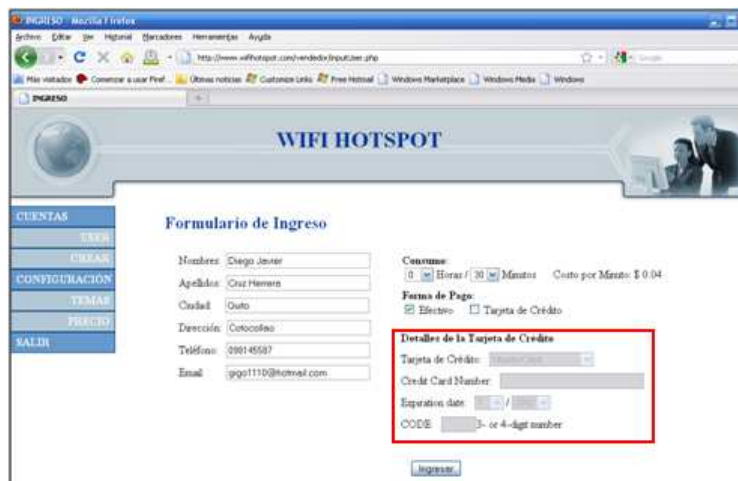 INGRESO - Mozilla Firefox
Archivo Editar Ver Historial Marcadores Herramientas Ayuda
http://www.wifihotspot.com/vendedor/inputUser.php
Google
Más visitados Comenzar a usar Firef... Últimas noticias Customize Links Free Hotmail Windows Marketplace Windows Media Windows
INGRESO
WIFI HOTSPOT
CUENTAS
USER
CREAR
CONFIGURACIÓN
TEMAS
PRECIO
SALIR
Formulario de Ingreso
Nombres: Diego Javier
Apellidos: Cruz Herrera
Ciudad: Quito
Dirección: Cotocollao
Teléfono: 098145587
Email: gigo1110@hotmail.com
Consumo:
0 Horas / 30 Minutos Costo por Minuto: $ 0.04
Forma de Pago:
Efectivo Tarjeta de Crédito
Detalles de la Tarjeta de Crédito
Tarjeta de Crédito: MasterCard
Credit Card Number:
Expiration date: /
CODE: 3- or 4-digit number
Ingresar